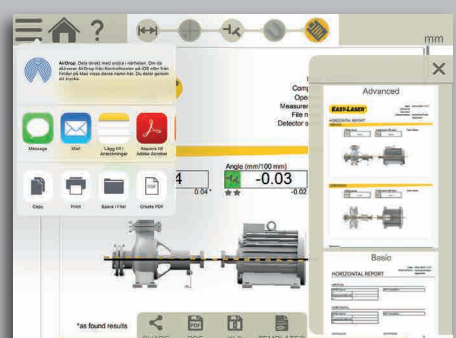 ?
mm
AirDrop. Dela direkt med andra i närheten. Om de
aktiverar AirDrop från Kontrollcenter på iOS eller från
Finder på Mac visas deras namn här. Du delar genom
att trycka.
Message
Mail
Lägg till i
Anteckningar
Kopiera till
Adobe Acrobat
Copy
Print
Spara i Filer
Create PDF
Comp
Ope
Measurer
File n
Detector s
4
0.04
Angle (mm/100 mm)
-0.03
-0.02
*as found results
SHARE
PDF
XLS
TEMPLATES
Advanced
EASY-LASER
HORIZONTAL REPORT
Basic
HORIZONTAL REPORT